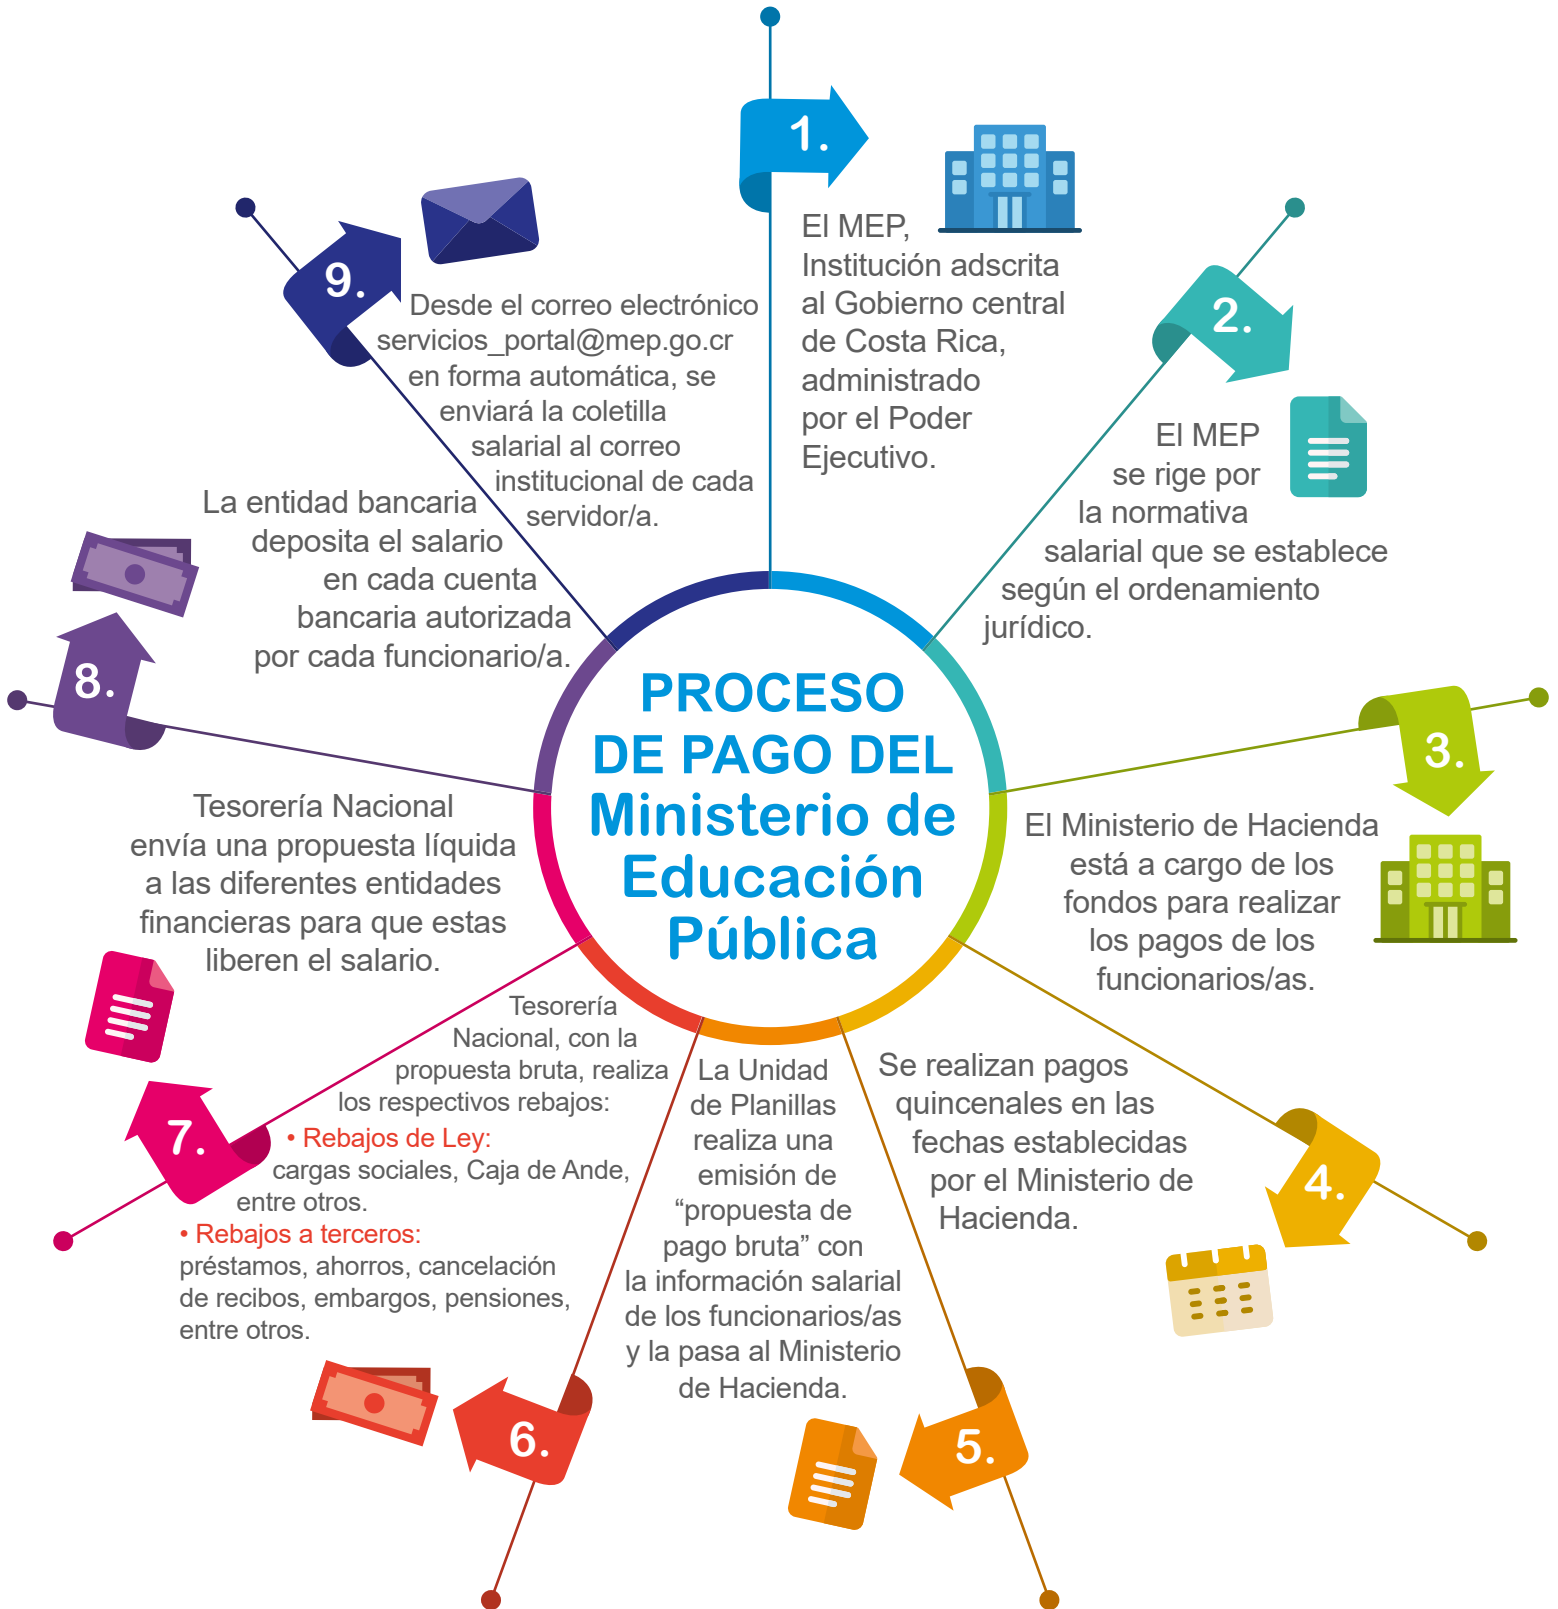 PROCESO
DE PAGO DEL
Ministerio de
Educación
Pública
1.
El MEP,
Institución adscrita
al Gobierno central
de Costa Rica,
administrado
por el Poder
Ejecutivo.
2.
El MEP
se rige por
la normativa
salarial que se establece
según el ordenamiento
jurídico.
3.
El Ministerio de Hacienda
está a cargo de los
fondos para realizar
los pagos de los
funcionarios/as.
4.
Se realizan pagos
quincenales en las
fechas establecidas
por el Ministerio de
Hacienda.
5.
La Unidad
de Planillas
realiza una
emisión de
“propuesta de
pago bruta” con
la información salarial
de los funcionarios/as
y la pasa al Ministerio
de Hacienda.
6.
Tesorería
Nacional, con la
propuesta bruta, realiza
los respectivos rebajos:
• Rebajos de Ley:
cargas sociales, Caja de Ande,
entre otros.
• Rebajos a terceros:
préstamos, ahorros, cancelación
de recibos, embargos, pensiones,
entre otros.
7.
Tesorería Nacional
envía una propuesta líquida
a las diferentes entidades
financieras para que estas
liberen el salario.
8.
La entidad bancaria
deposita el salario
en cada cuenta
bancaria autorizada
por cada funcionario/a.
9.
Desde el correo electrónico
servicios_portal@mep.go.cr
en forma automática, se
enviará la coletilla
salarial al correo
institucional de cada
servidor/a.